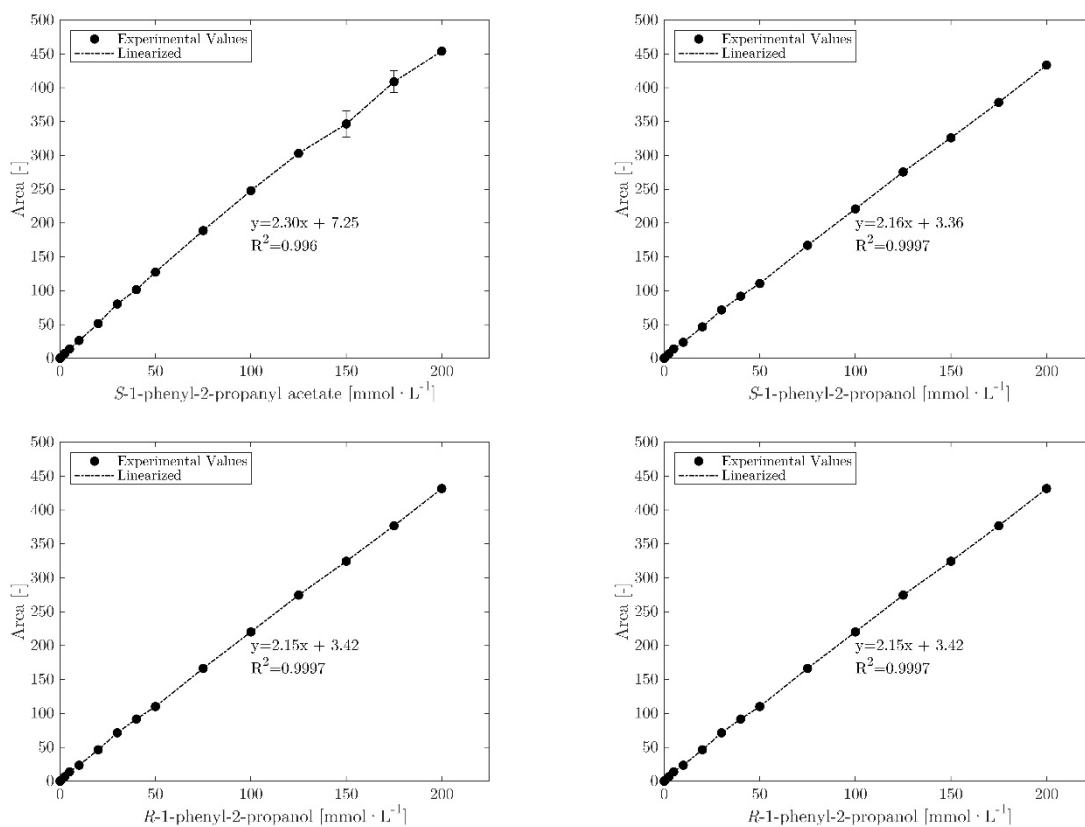 500
450
400
350
300
250
200
150
100
50
0
Area [-]
Experimental Values
Linearized
y=2.30x + 7.25
R²=0.996
0 50 100 150 200
S-1-phenyl-2-propanyl acetate [mmol · L⁻¹]
500
450
400
350
300
250
200
150
100
50
0
Area [-]
Experimental Values
Linearized
y=2.16x + 3.36
R²=0.9997
0 50 100 150 200
S-1-phenyl-2-propanol [mmol · L⁻¹]
500
450
400
350
300
250
200
150
100
50
0
Area [-]
Experimental Values
Linearized
y=2.15x + 3.42
R²=0.9997
0 50 100 150 200
R-1-phenyl-2-propanol [mmol · L⁻¹]
500
450
400
350
300
250
200
150
100
50
0
Area [-]
Experimental Values
Linearized
y=2.15x + 3.42
R²=0.9997
0 50 100 150 200
R-1-phenyl-2-propanol [mmol · L⁻¹]